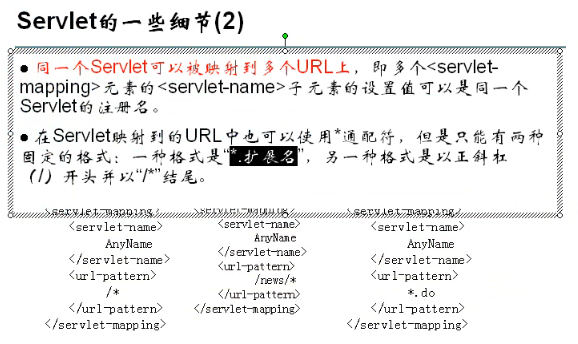 Servlet的一些细节(2)
● 同一个Servlet可以被映射到多个URL上，即多个<servlet-
mapping>元素的<servlet-name>子元素的设置值可以是同一个
Servlet的注册名。
● 在Servlet映射到的URL中也可以使用*通配符，但是只能有两种
固定的格式：一种格式是“*.扩展名”，另一种格式是以正斜杠
（/）开头并以“/*”结尾。
<servlet-mapping>
<servlet-name>
AnyName
</servlet-name>
<url-pattern>
/*
</url-pattern>
</servlet-mapping>
<servlet-mapping>
<servlet-name>
AnyName
</servlet-name>
<url-pattern>
/news/*
</url-pattern>
</servlet-mapping>
<servlet-mapping>
<servlet-name>
AnyName
</servlet-name>
<url-pattern>
*.do
</url-pattern>
</servlet-mapping>